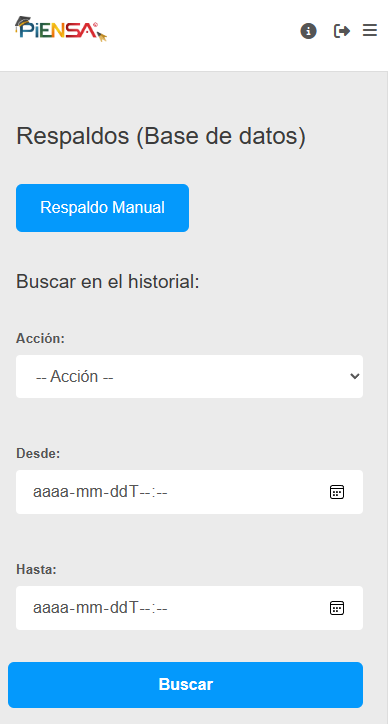 PiENSA
Respaldos (Base de datos)
Respaldo Manual
Buscar en el historial:
Acción:
-- Acción --
Desde:
aaaa-mm-ddT--:--
Hasta:
aaaa-mm-ddT--:--
Buscar